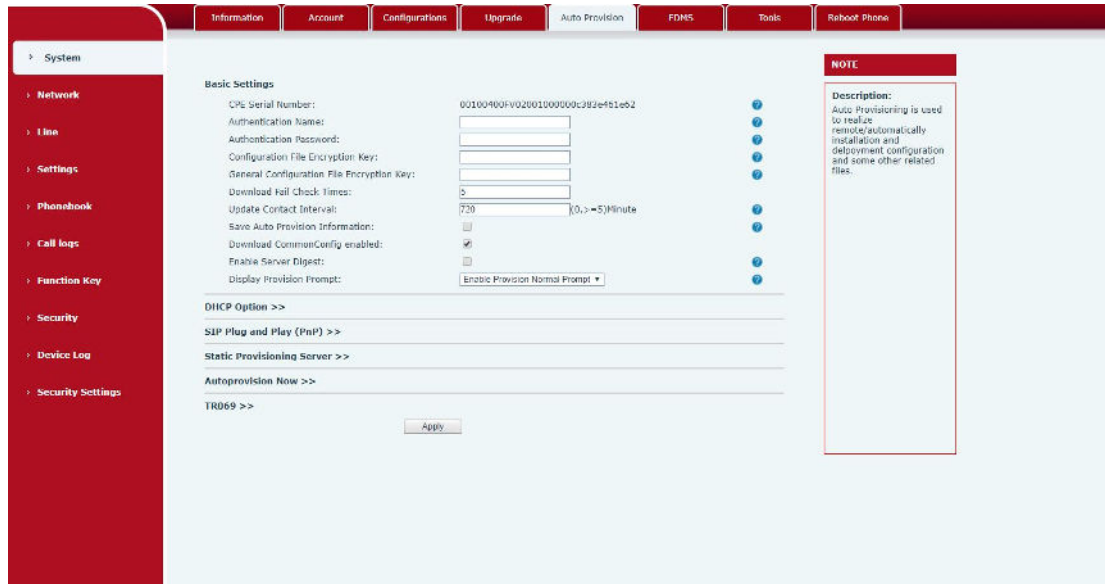 Information Account Configurations Upgrade Auto Provision FDMS Tools Reboot Phone
System
Network
Line
Settings
Phonebook
Call logs
Function Key
Security
Device Log
Security Settings
Basic Settings
CPE Serial Number: 00100400FV02001000000c383e461e62
Authentication Name:
Authentication Password:
Configuration File Encryption Key:
General Configuration File Encryption Key:
Download Fail Check Times: 5
Update Contact Interval: 720 (0,>=5)Minute
Save Auto Provision Information:
Download CommonConfig enabled:
Enable Server Digest:
Display Provision Prompt: Enable Provision Normal Prompt
DHCP Option >>
SIP Plug and Play (PnP) >>
Static Provisioning Server >>
Autoprovision Now >>
TR069 >>
Apply
NOTE
Description:
Auto Provisioning is used
to realize
remote/automatically
installation and
delpoyment configuration
and some other related
files.